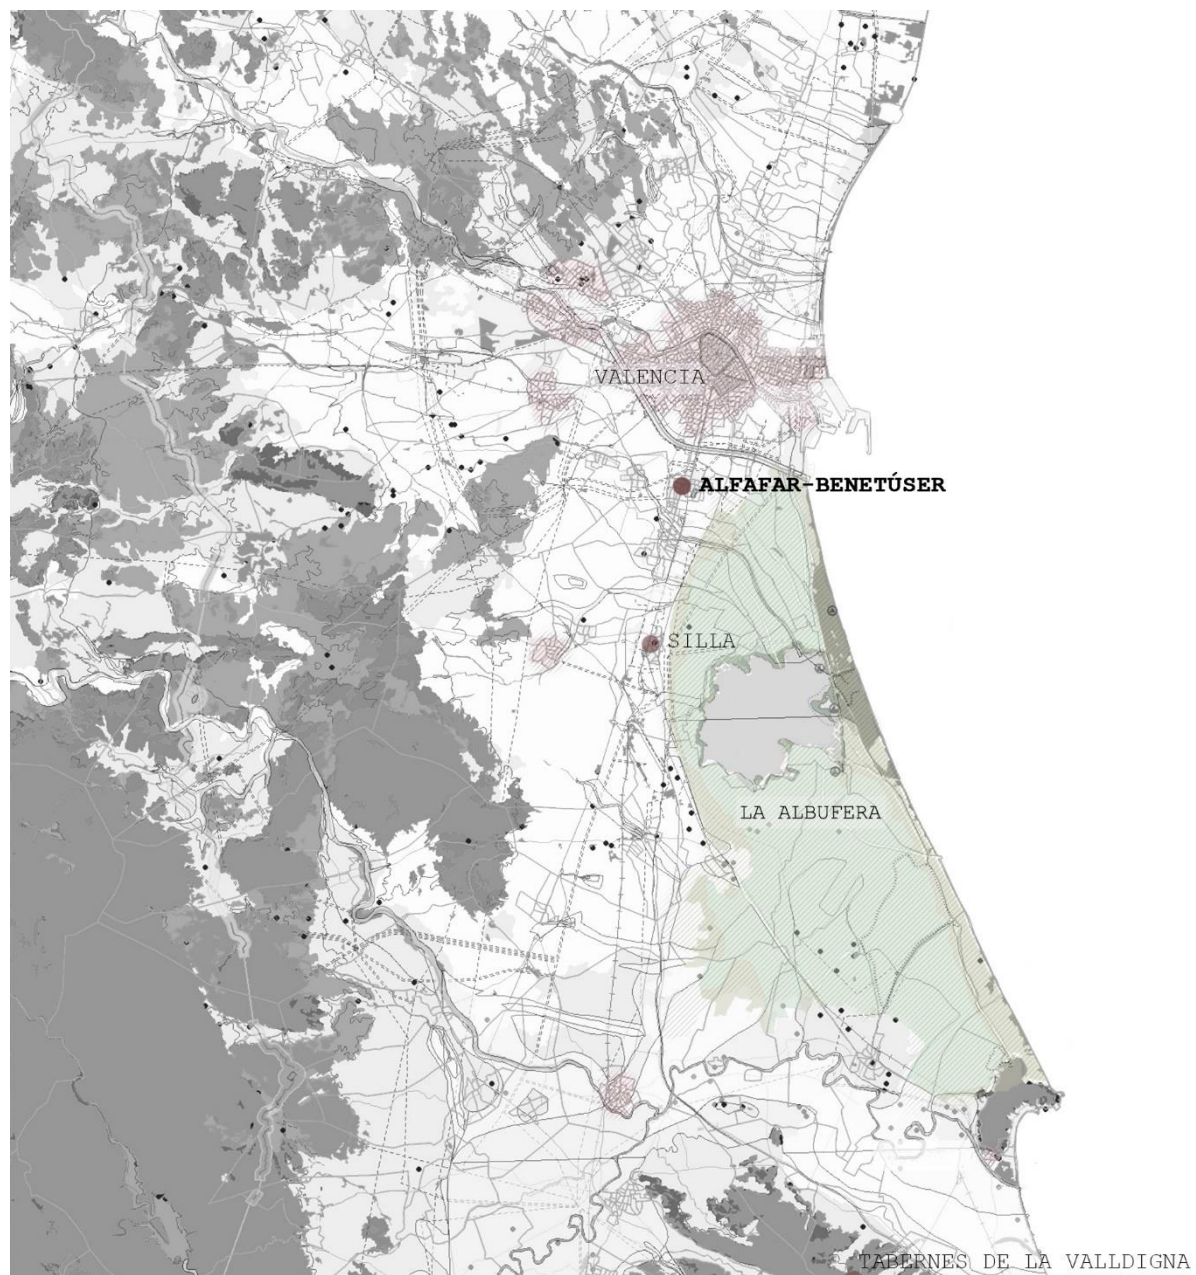 VALENCIA
ALFAFAR-BENETÚSER
SILLA
LA ALBUFERA
TABERNES DE LA VALLDIGNA